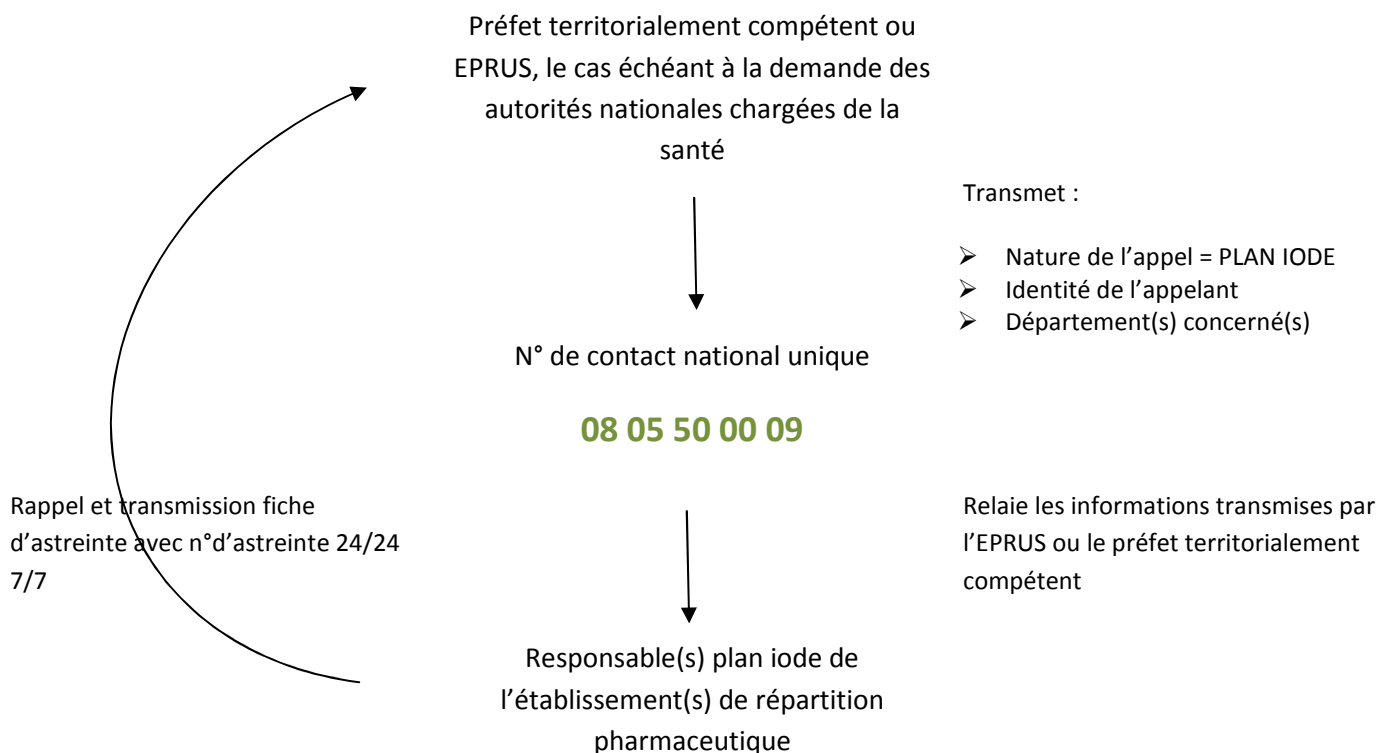 Préfet territorialement compétent ou
EPRUS, le cas échéant à la demande des
autorités nationales chargées de la
santé
Transmet :
➢ Nature de l’appel = PLAN IODE
➢ Identité de l’appelant
➢ Département(s) concerné(s)
N° de contact national unique
08 05 50 00 09
Rappel et transmission fiche
d’astreinte avec n°d’astreinte 24/24
7/7
Relaie les informations transmises par
l’EPRUS ou le préfet territorialement
compétent
Responsable(s) plan iode de
l’établissement(s) de répartition
pharmaceutique